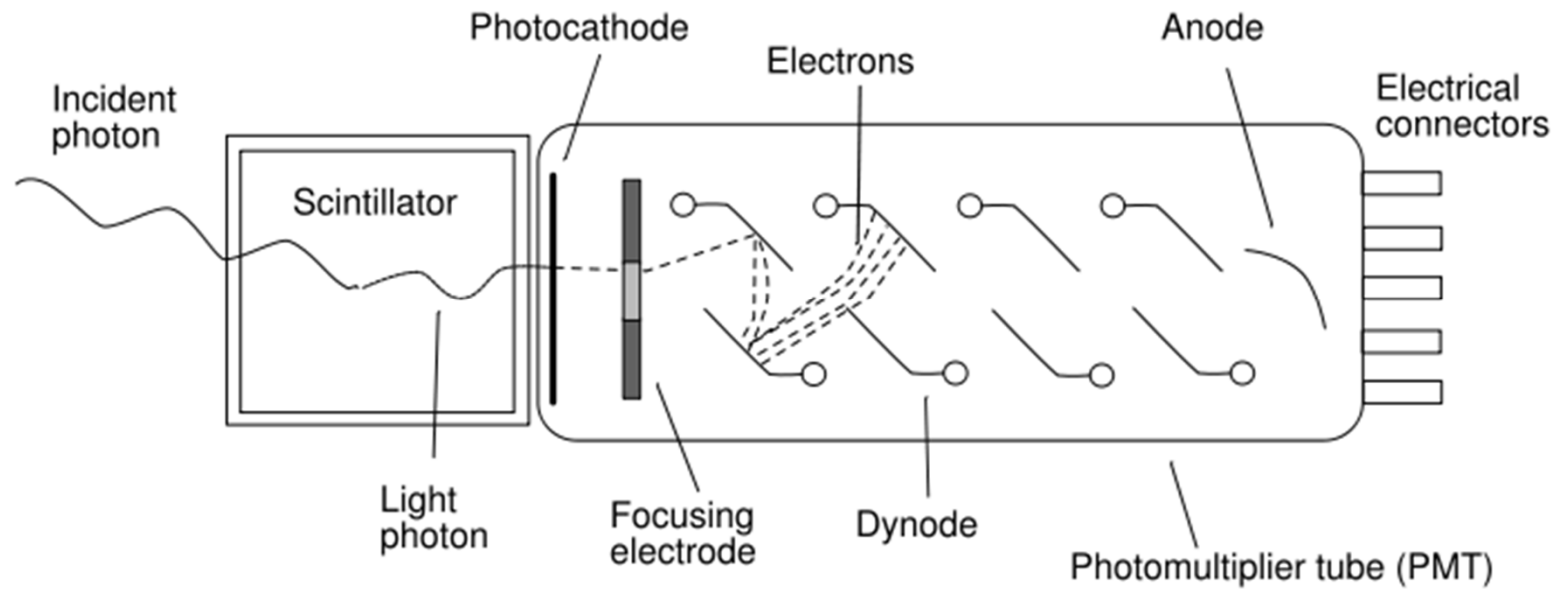 Photocathode
Anode
Electrons
Incident
photon
Electrical
connectors
Scintillator
Light
photon
Focusing
electrode
Dynode
Photomultiplier tube (PMT)